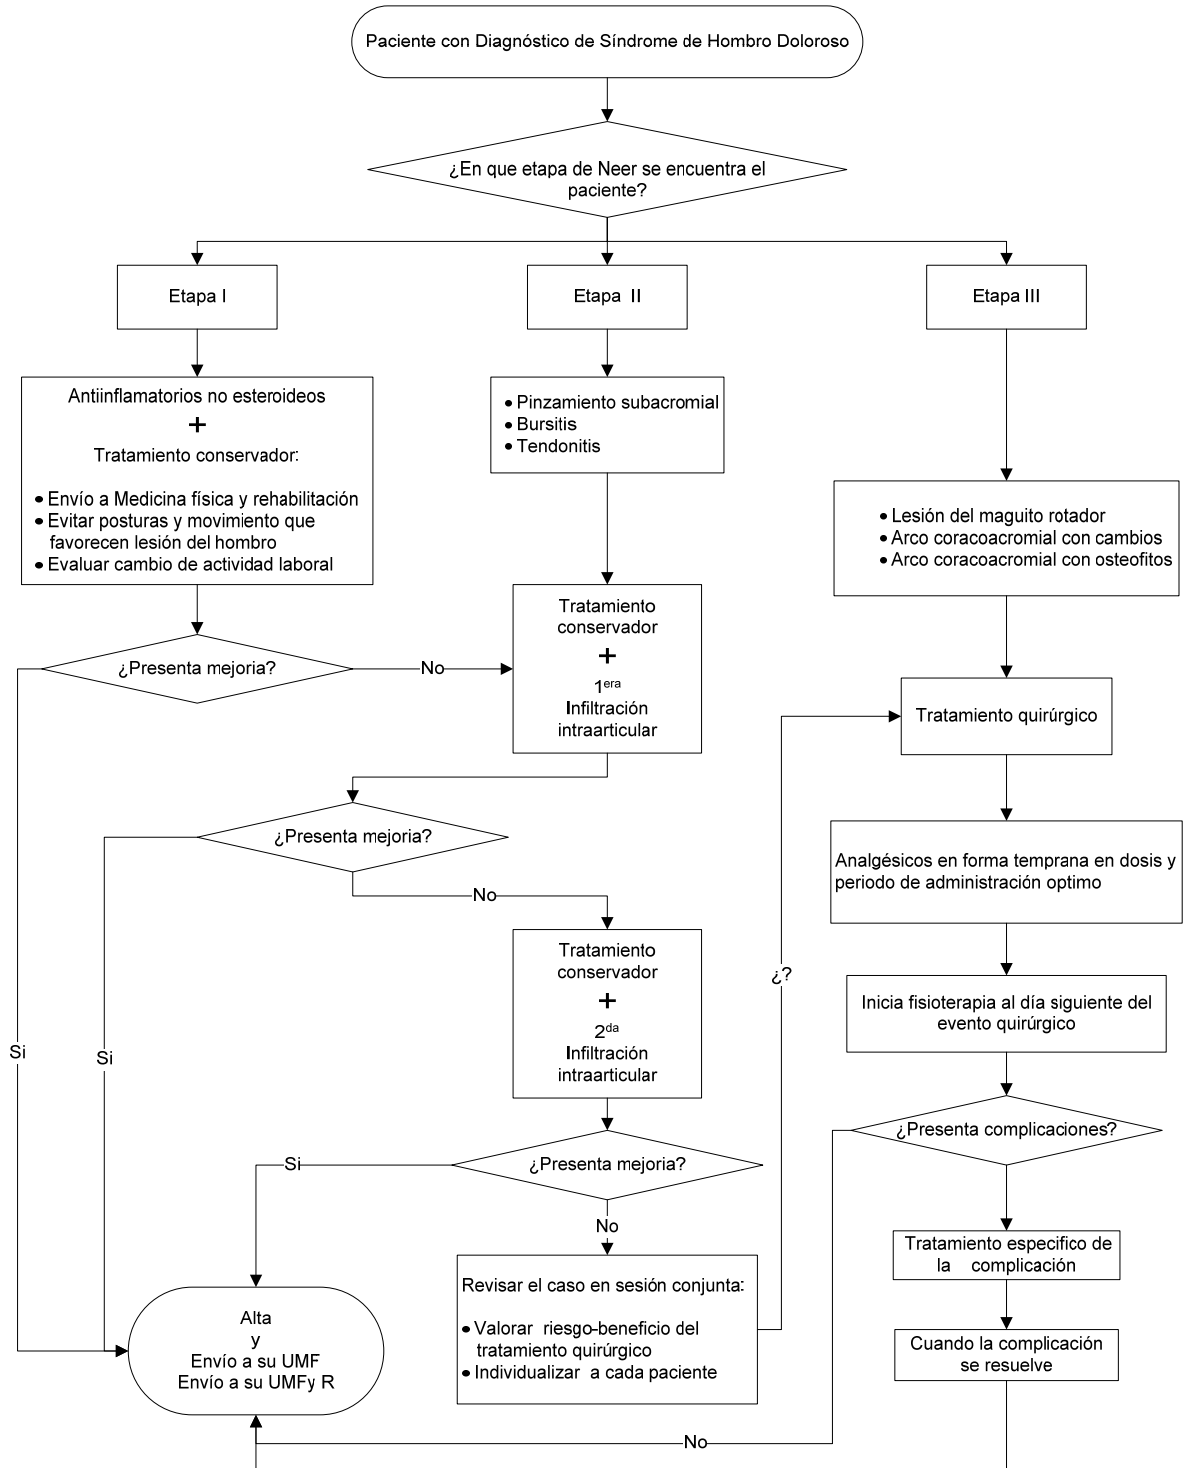 Paciente con Diagnóstico de Síndrome de Hombro Doloroso
¿En que etapa de Neer se encuentra el
paciente?
Etapa I
Etapa II
Etapa III
Antiinflamatorios no esteroideos
+
Tratamiento conservador:
• Envío a Medicina física y rehabilitación
• Evitar posturas y movimiento que
favorecen lesión del hombro
• Evaluar cambio de actividad laboral
• Pinzamiento subacromial
• Bursitis
• Tendonitis
• Lesión del maguito rotador
• Arco coracoacromial con cambios
• Arco coracoacromial con osteofitos
¿Presenta mejoria?
No
Tratamiento
conservador
+
1era
Infiltración
intraarticular
Tratamiento quirúrgico
¿Presenta mejoria?
No
Analgésicos en forma temprana en dosis y
periodo de administración optimo
Tratamiento
conservador
+
2da
Infiltración
intraarticular
¿?
Inicia fisioterapia al día siguiente del
evento quirúrgico
Si
Si
¿Presenta complicaciones?
¿Presenta mejoria?
Si
No
Tratamiento especifico de
la complicación
Revisar el caso en sesión conjunta:
• Valorar riesgo-beneficio del
tratamiento quirúrgico
• Individualizar a cada paciente
Alta
y
Envío a su UMF
Envío a su UMFy R
Cuando la complicación
se resuelve
No